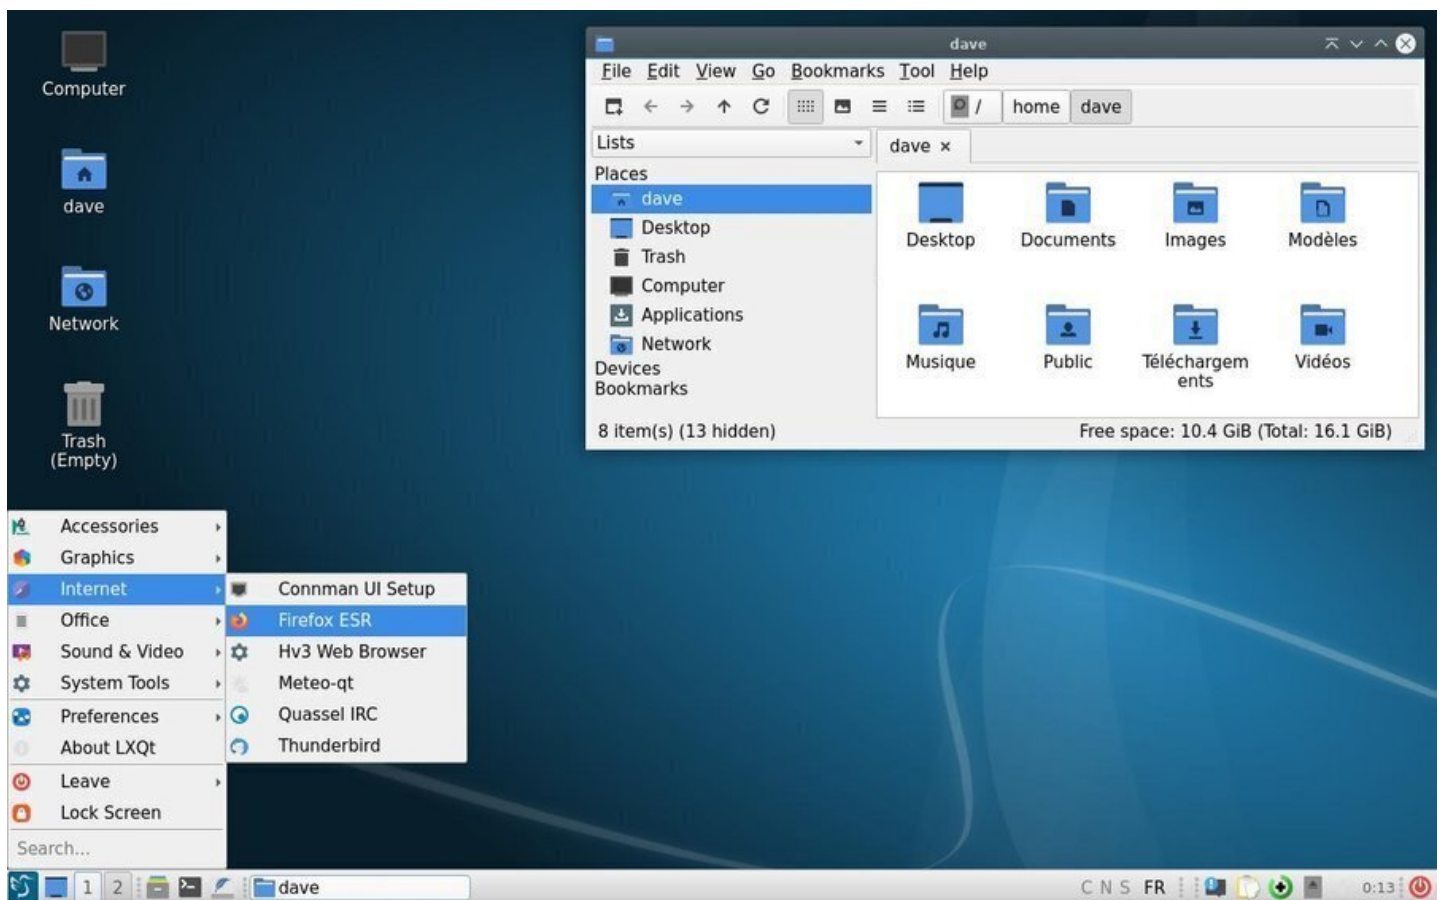 Computer
dave
Network
Trash
(Empty)
dave
File Edit View Go Bookmarks Tool Help
/ home dave
Lists
dave
Places
dave
Desktop
Trash
Computer
Applications
Network
Devices
Bookmarks
Desktop Documents Images Modèles
Musique Public Téléchargem
ents
Vidéos
8 item(s) (13 hidden) Free space: 10.4 GiB (Total: 16.1 GiB)
Accessories
Graphics
Internet
Office
Sound & Video
System Tools
Preferences
About LXQt
Leave
Lock Screen
Search...
Connman UI Setup
Firefox ESR
Hv3 Web Browser
Meteo-qt
Quassel IRC
Thunderbird
1 2 dave C N S FR 0:13